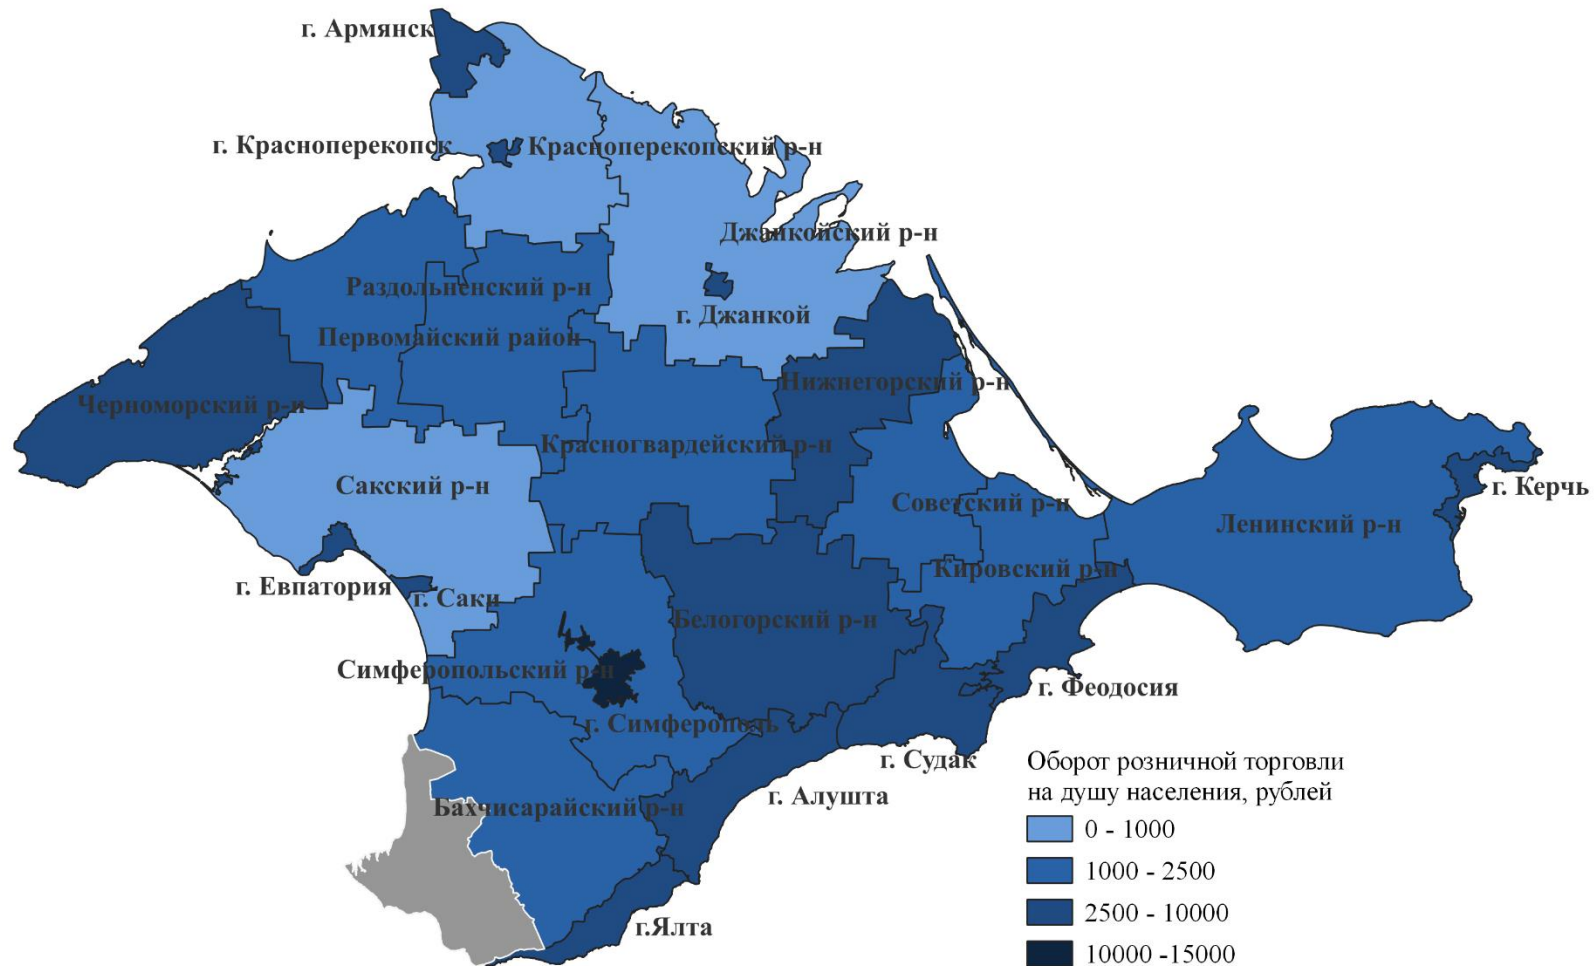 г. Армянск
г. Красноперекопск
Красноперекопский р-н
Джанкойский р-н
Раздольненский р-н
г. Джанкой
Первомайский район
Нижнегорский р-н
Черноморский р-н
Красногвардейский р-н
Сакский р-н
г. Керчь
Советский р-н
Ленинский р-н
Кировский р-н
г. Евпатория
г. Саки
Белогорский р-н
Симферопольский р-н
г. Феодосия
г. Симферополь
г. Судак
г. Алушта
Бахчисарайский р-н
г.Ялта
Оборот розничной торговли
на душу населения, рублей
0 - 1000
1000 - 2500
2500 - 10000
10000 -15000